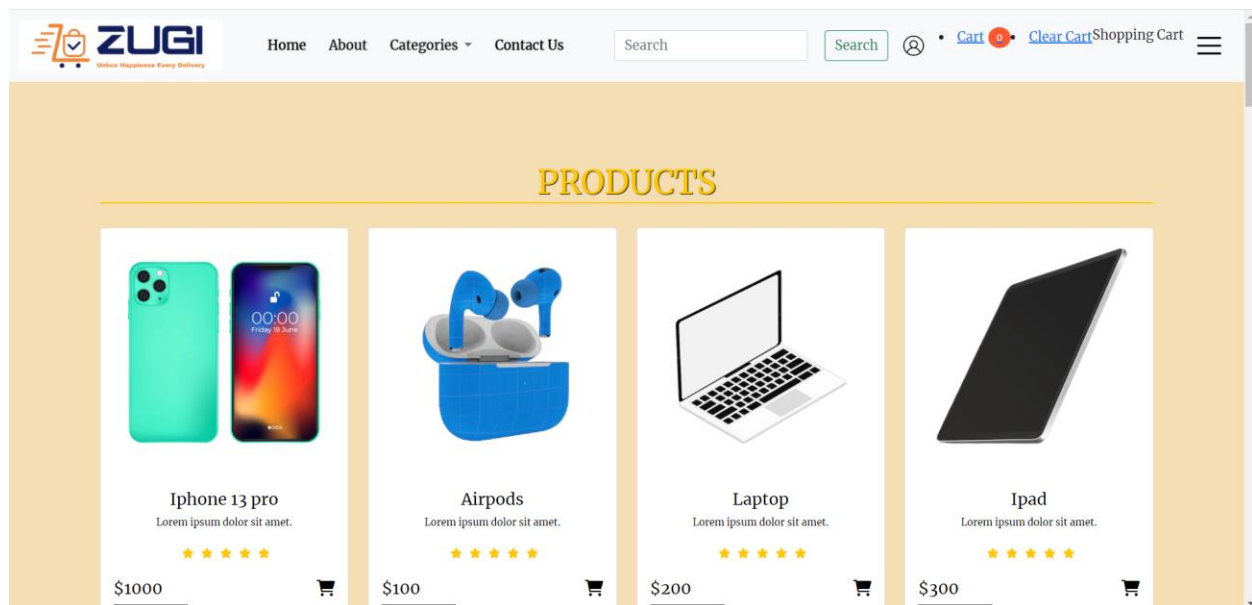 ZUGI
Unbox Happiness Every Delivery
Home About Categories Contact Us Search Search • Cart 0 • Clear Cart Shopping Cart
PRODUCTS
00:00
Friday 18 June
Iphone 13 pro
Lorem ipsum dolor sit amet.
$1000
Airpods
Lorem ipsum dolor sit amet.
$100
Laptop
Lorem ipsum dolor sit amet.
$200
Ipad
Lorem ipsum dolor sit amet.
$300